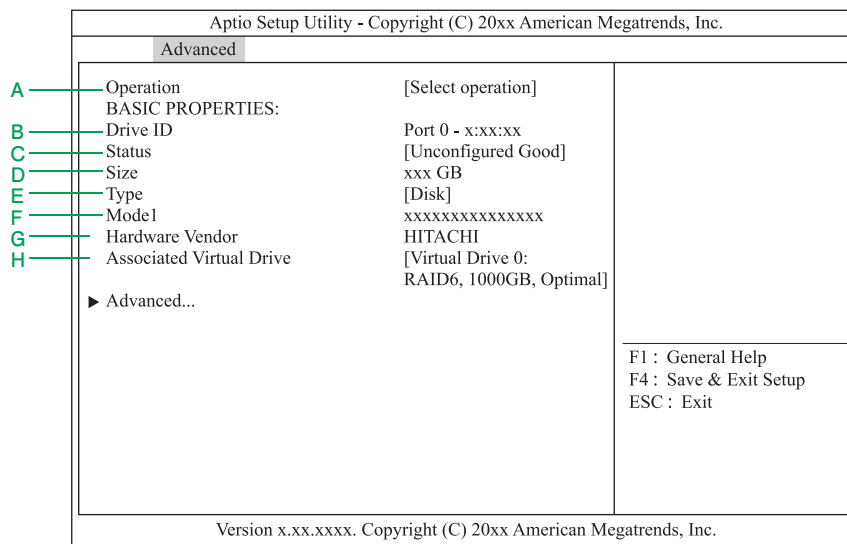 Aptio Setup Utility - Copyright (C) 20xx American Megatrends, Inc.
Advanced
A Operation [Select operation]
BASIC PROPERTIES:
B Drive ID Port 0 - x:xx:xx
C Status [Unconfigured Good]
D Size xxx GB
E Type [Disk]
F Mode1 xxxxxxxxxxxxxxx
G Hardware Vendor HITACHI
H Associated Virtual Drive [Virtual Drive 0:
RAID6, 1000GB, Optimal]
▶ Advanced...
F1 : General Help
F4 : Save & Exit Setup
ESC : Exit
Version x.xx.xxxx. Copyright (C) 20xx American Megatrends, Inc.